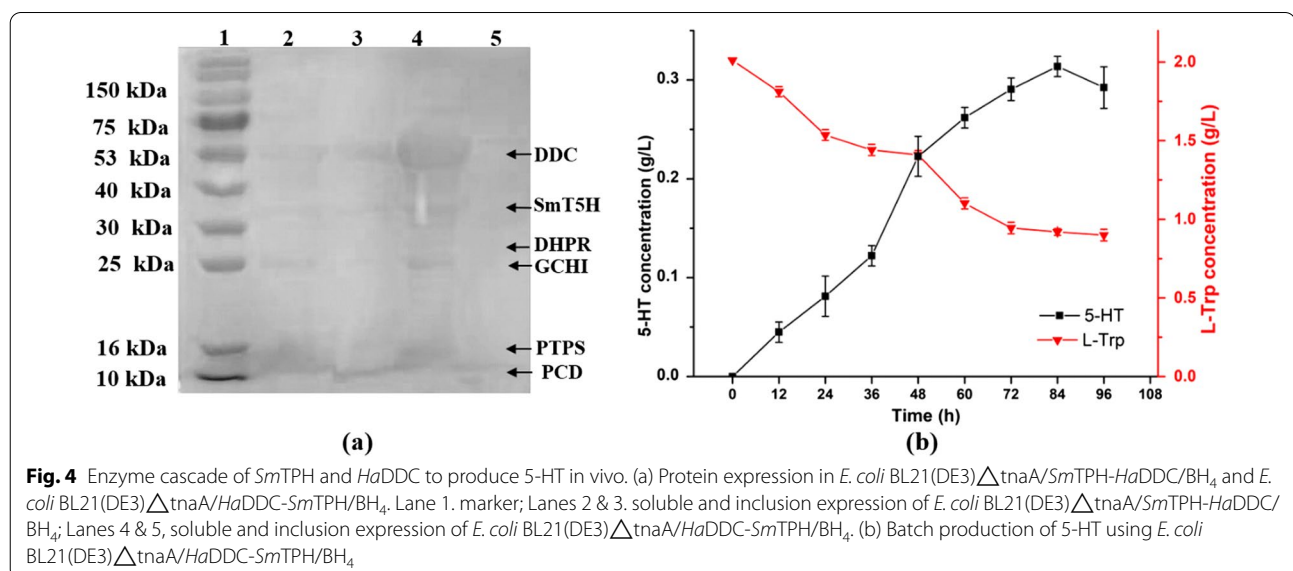 1 2 3 4 5
150 kDa
75 kDa
53 kDa
40 kDa
30 kDa
25 kDa
16 kDa
10 kDa
DDC
SmT5H
DHPR
GCHI
PTPS
PCD
(a)
5-HT concentration (g/L)
0.3
0.2
0.1
0.0
5-HT
L-Trp
0 12 24 36 48 60 72 84 96 108
Time (h)
2.0
1.5
1.0
0.5
0.0
L-Trp concentration (g/L)
(b)
Fig. 4 Enzyme cascade of SmTPH and HaDDC to produce 5-HT in vivo. (a) Protein expression in E. coli BL21(DE3)△tnaA/SmTPH-HaDDC/BH₄ and E.
coli BL21(DE3)△tnaA/HaDDC-SmTPH/BH₄. Lane 1. marker; Lanes 2 & 3. soluble and inclusion expression of E. coli BL21(DE3)△tnaA/SmTPH-HaDDC/
BH₄; Lanes 4 & 5, soluble and inclusion expression of E. coli BL21(DE3)△tnaA/HaDDC-SmTPH/BH₄. (b) Batch production of 5-HT using E. coli
BL21(DE3)△tnaA/HaDDC-SmTPH/BH₄